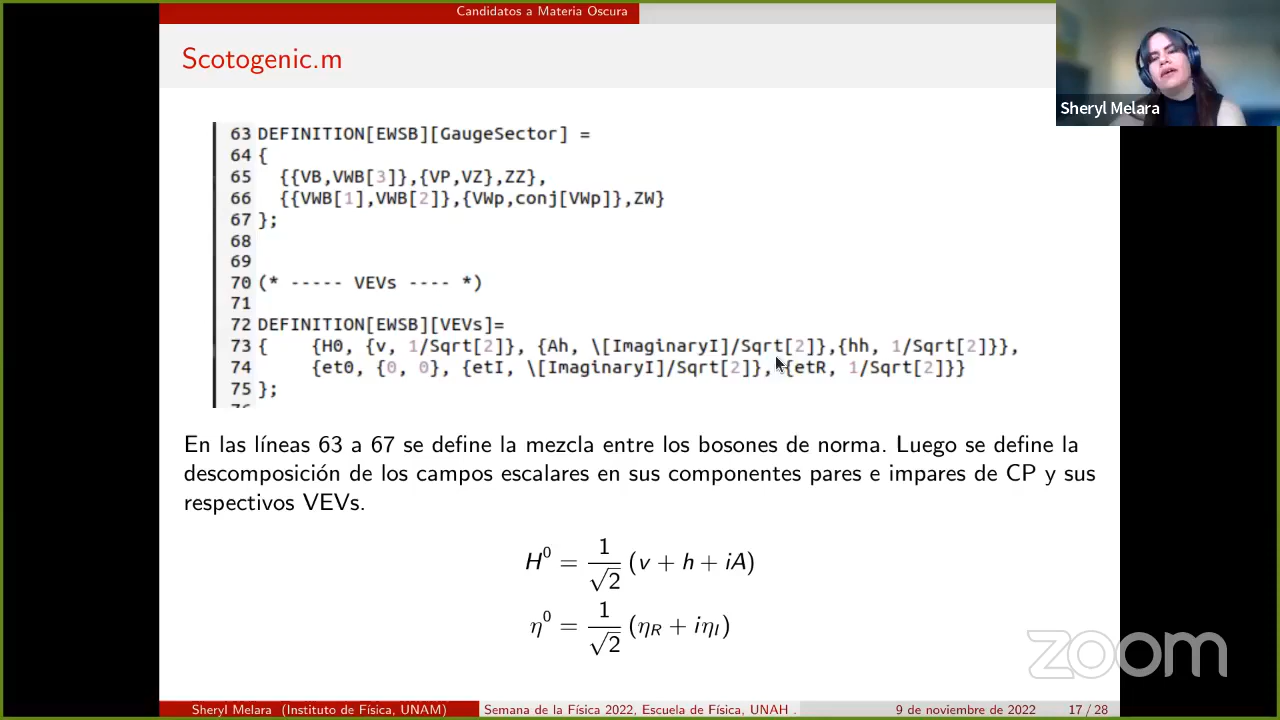 Candidatos a Materia Oscura
Scotogenic.m
Sheryl Melara
63 DEFINITION[EWSB][GaugeSector] =
64 {
65 {{VB,VWB[3]},{VP,VZ},ZZ},
66 {{VWB[1],VWB[2]},{VWp,conj[VWp]},ZW}
67 };
68
69
70 (* ----- VEVs ---- *)
71
72 DEFINITION[EWSB][VEVs]=
73 { {H0, {v, 1/Sqrt[2]}, {Ah, \[ImaginaryI]/Sqrt[2]},{hh, 1/Sqrt[2]}},
74 {et0, {0, 0}, {etI, \[ImaginaryI]/Sqrt[2]}, {etR, 1/Sqrt[2]}}
75 };
En las líneas 63 a 67 se define la mezcla entre los bosones de norma. Luego se define la
descomposición de los campos escalares en sus componentes pares e impares de CP y sus
respectivos VEVs.
H⁰ = 1/√2 (v + h + iA)
η⁰ = 1/√2 (η_R + iη_I)
zoom
Sheryl Melara (Instituto de Física, UNAM) Semana de la Física 2022, Escuela de Física, UNAH . 9 de noviembre de 2022 17 / 28